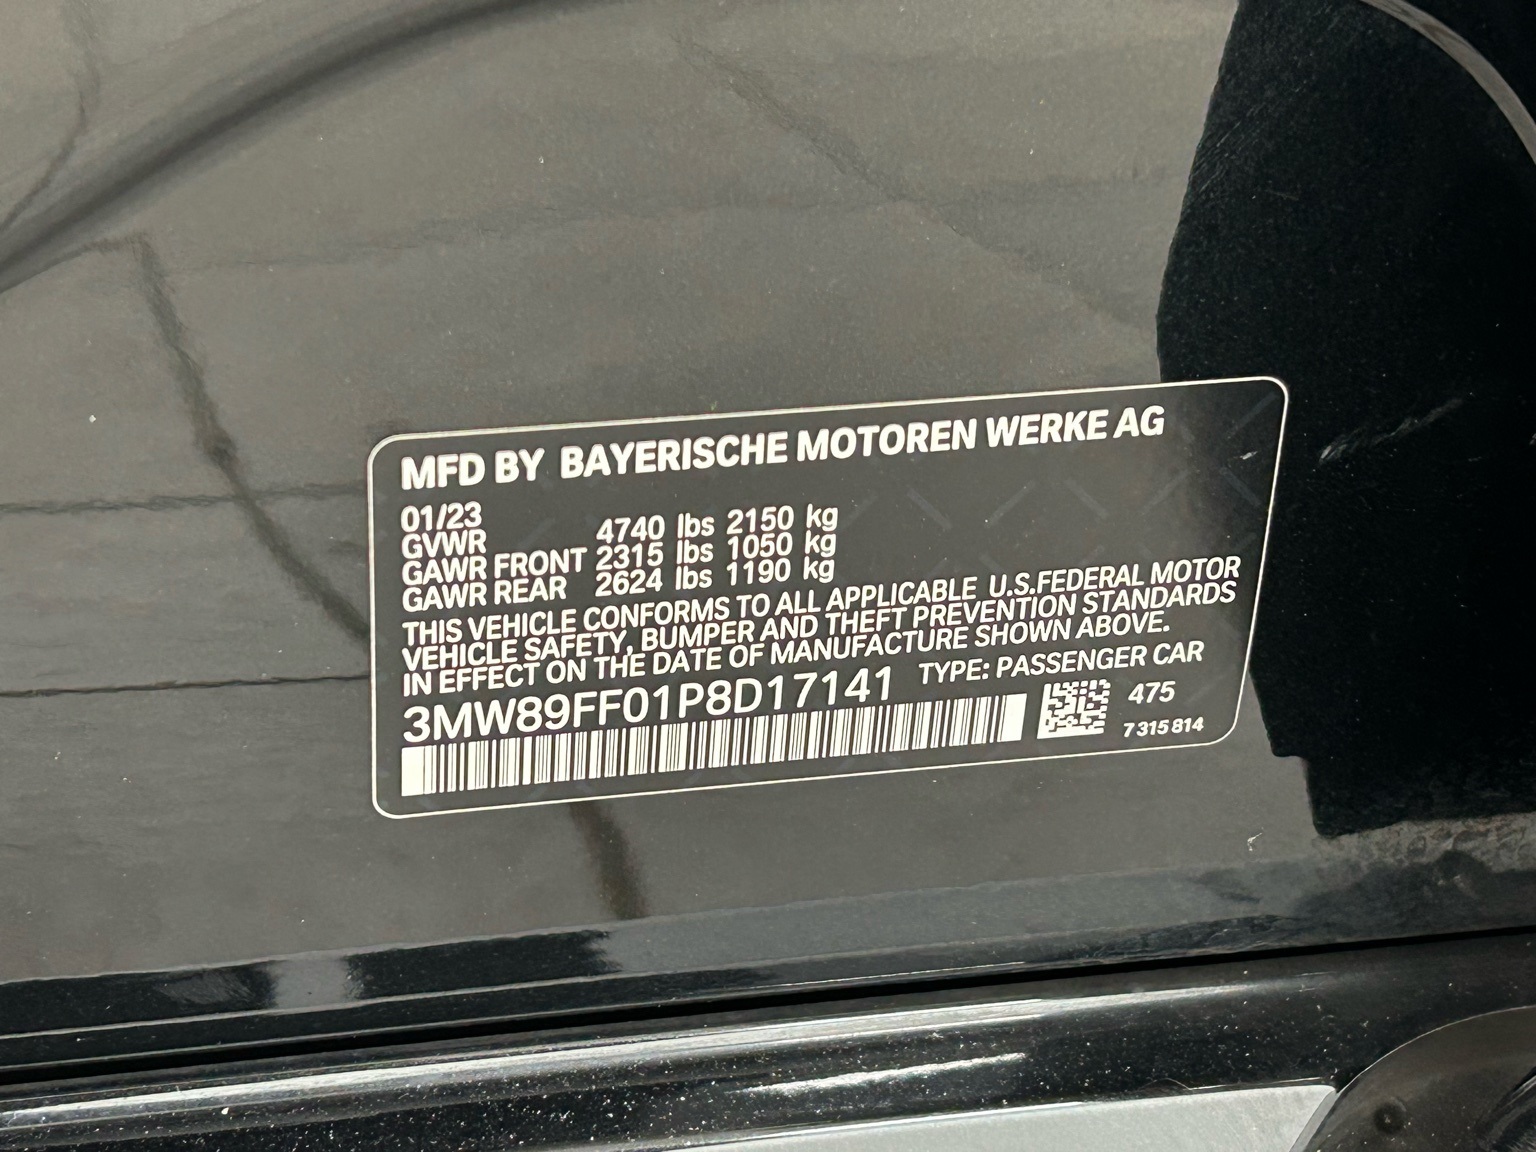 MFD BY BAYERISCHE MOTOREN WERKE AG
01/23
GVWR 4740 lbs 2150 kg
GAWR FRONT 2315 lbs 1050 kg
GAWR REAR 2624 lbs 1190 kg
THIS VEHICLE CONFORMS TO ALL APPLICABLE U.S.FEDERAL MOTOR
VEHICLE SAFETY, BUMPER AND THEFT PREVENTION STANDARDS
IN EFFECT ON THE DATE OF MANUFACTURE SHOWN ABOVE.
3MW89FF01P8D17141 TYPE: PASSENGER CAR
475
7 315 814